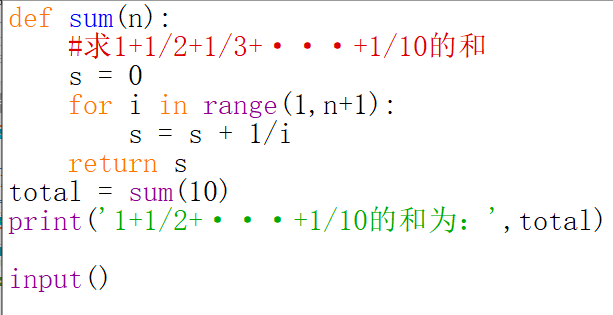 def sum(n):
    #求1+1/2+1/3+···+1/10的和
    s = 0
    for i in range(1,n+1):
        s = s + 1/i
    return s
total = sum(10)
print('1+1/2+···+1/10的和为：',total)
input()